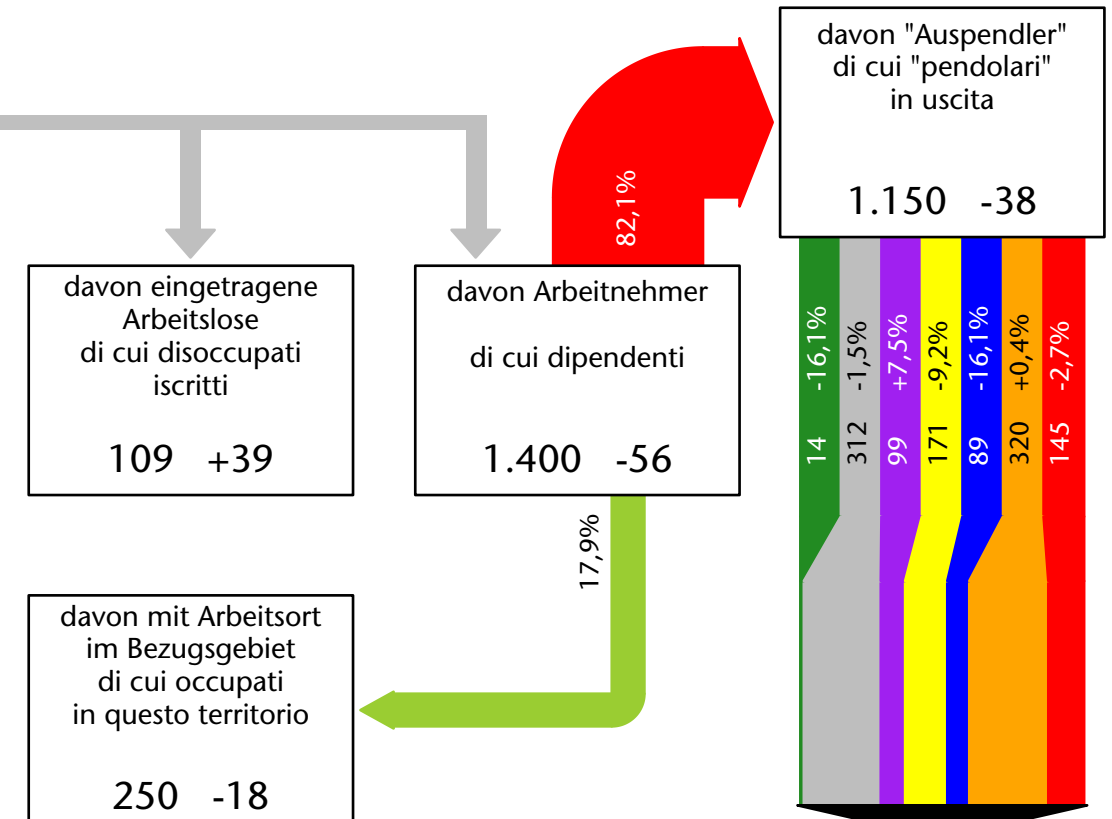 davon "Auspendler"
di cui "pendolari"
in uscita
1.150 -38
82,1%
davon eingetragene
Arbeitslose
di cui disoccupati
iscritti
109 +39
davon Arbeitnehmer
di cui dipendenti
1.400 -56
14 -16,1%
312 -1,5%
99 +7,5%
171 -9,2%
89 -16,1%
320 +0,4%
145 -2,7%
17,9%
davon mit Arbeitsort
im Bezugsgebiet
di cui occupati
in questo territorio
250 -18